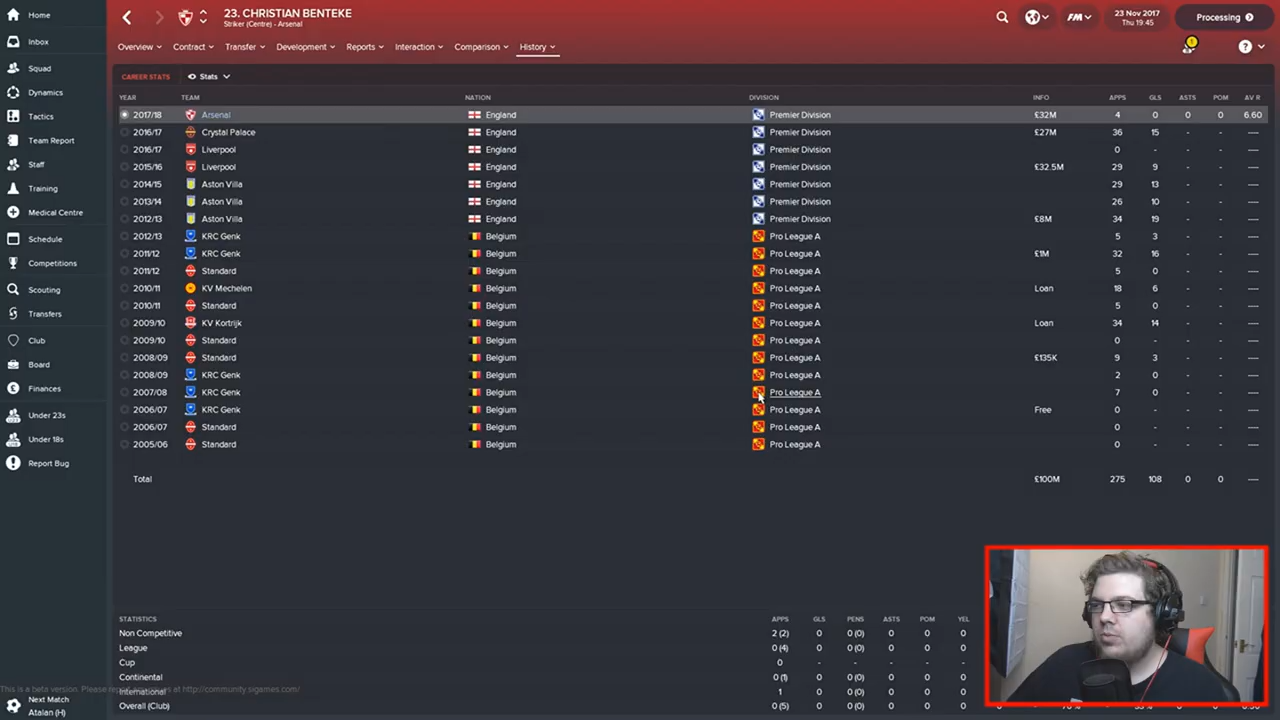 Home
Inbox
Squad
Dynamics
Tactics
Team Report
Staff
Training
Medical Centre
Schedule
Competitions
Scouting
Transfers
Club
Board
Finances
Under 23s
Under 18s
Report Bug
Next Match
Atalan (H)
23. CHRISTIAN BENTEKE
Striker (Centre) - Arsenal
FM
23 Nov 2017
Thu 19:45
Processing
Overview Contract Transfer Development Reports Interaction Comparison History
CAREER STATS Stats
YEAR TEAM NATION DIVISION INFO APPS GLS ASTS POM AV R
2017/18 Arsenal England Premier Division £32M 4 0 0 0 6.60
2016/17 Crystal Palace England Premier Division £27M 36 15 - - ---
2016/17 Liverpool England Premier Division 0 - - - ---
2015/16 Liverpool England Premier Division £32.5M 29 9 - - ---
2014/15 Aston Villa England Premier Division 29 13 - - ---
2013/14 Aston Villa England Premier Division 26 10 - - ---
2012/13 Aston Villa England Premier Division £8M 34 19 - - ---
2012/13 KRC Genk Belgium Pro League A 5 3 - - ---
2011/12 KRC Genk Belgium Pro League A £1M 32 16 - - ---
2011/12 Standard Belgium Pro League A 5 0 - - ---
2010/11 KV Mechelen Belgium Pro League A Loan 18 6 - - ---
2010/11 Standard Belgium Pro League A 5 0 - - ---
2009/10 KV Kortrijk Belgium Pro League A Loan 34 14 - - ---
2009/10 Standard Belgium Pro League A 0 - - - ---
2008/09 Standard Belgium Pro League A £135K 9 3 - - ---
2008/09 KRC Genk Belgium Pro League A 2 0 - - ---
2007/08 KRC Genk Belgium Pro League A 7 0 - - ---
2006/07 KRC Genk Belgium Pro League A Free 0 - - - ---
2006/07 Standard Belgium Pro League A 0 - - - ---
2005/06 Standard Belgium Pro League A 0 - - - ---
Total £100M 275 108 0 0 ---
STATISTICS APPS GLS PENS ASTS POM YEL
Non Competitive 2 (2) 0 0 (0) 0 0 0
League 0 (4) 0 0 (0) 0 0 0
Cup 0 - - - - -
Continental 0 (1) 0 0 (0) 0 0 0
International 1 0 0 (0) 0 0 0
Overall (Club) 0 (5) 0 0 (0) 0 0 0
This is a beta version. Please report any issues at http://community.sigames.com/